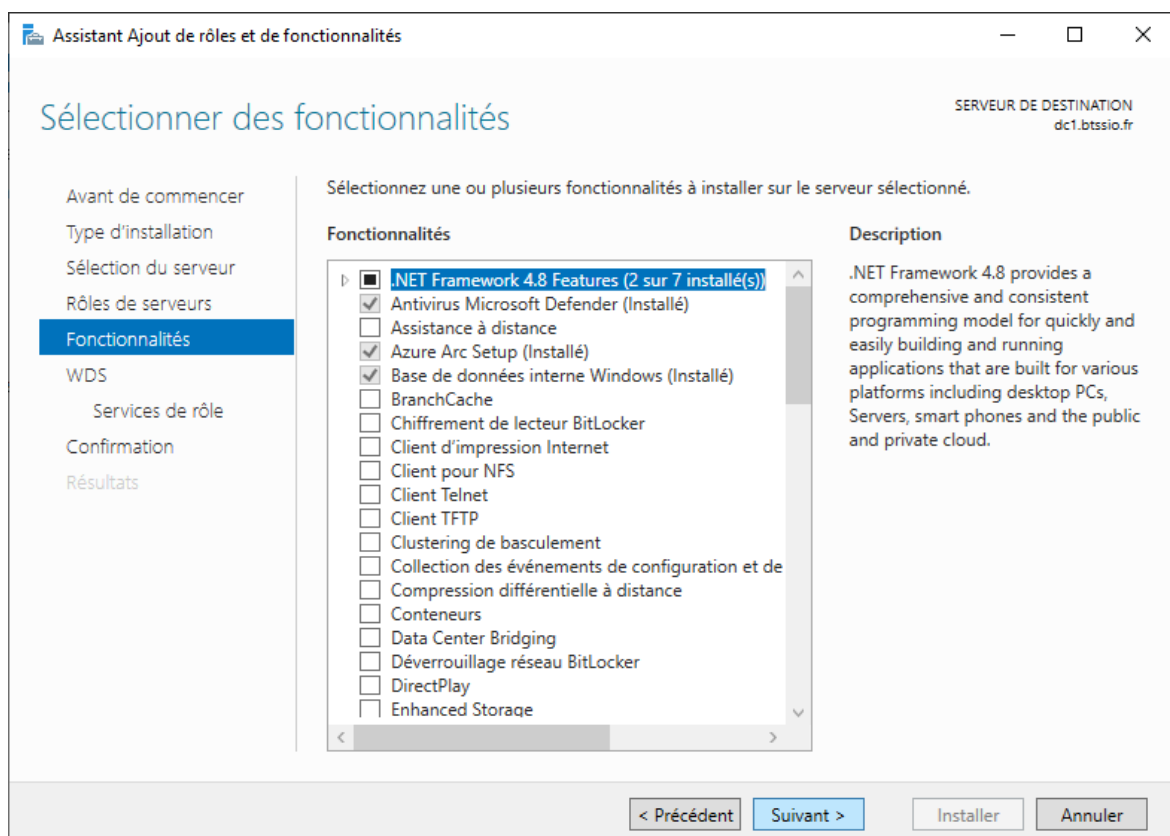 Assistant Ajout de rôles et de fonctionnalités
Sélectionner des fonctionnalités
SERVEUR DE DESTINATION
dc1.btssio.fr
Avant de commencer
Type d'installation
Sélection du serveur
Rôles de serveurs
Fonctionnalités
WDS
Services de rôle
Confirmation
Résultats
Sélectionnez une ou plusieurs fonctionnalités à installer sur le serveur sélectionné.
Fonctionnalités
.NET Framework 4.8 Features (2 sur 7 installé(s))
Antivirus Microsoft Defender (Installé)
Assistance à distance
Azure Arc Setup (Installé)
Base de données interne Windows (Installé)
BranchCache
Chiffrement de lecteur BitLocker
Client d'impression Internet
Client pour NFS
Client Telnet
Client TFTP
Clustering de basculement
Collection des événements de configuration et de
Compression différentielle à distance
Conteneurs
Data Center Bridging
Déverrouillage réseau BitLocker
DirectPlay
Enhanced Storage
Description
.NET Framework 4.8 provides a
comprehensive and consistent
programming model for quickly and
easily building and running
applications that are built for various
platforms including desktop PCs,
Servers, smart phones and the public
and private cloud.
< Précédent
Suivant >
Installer
Annuler